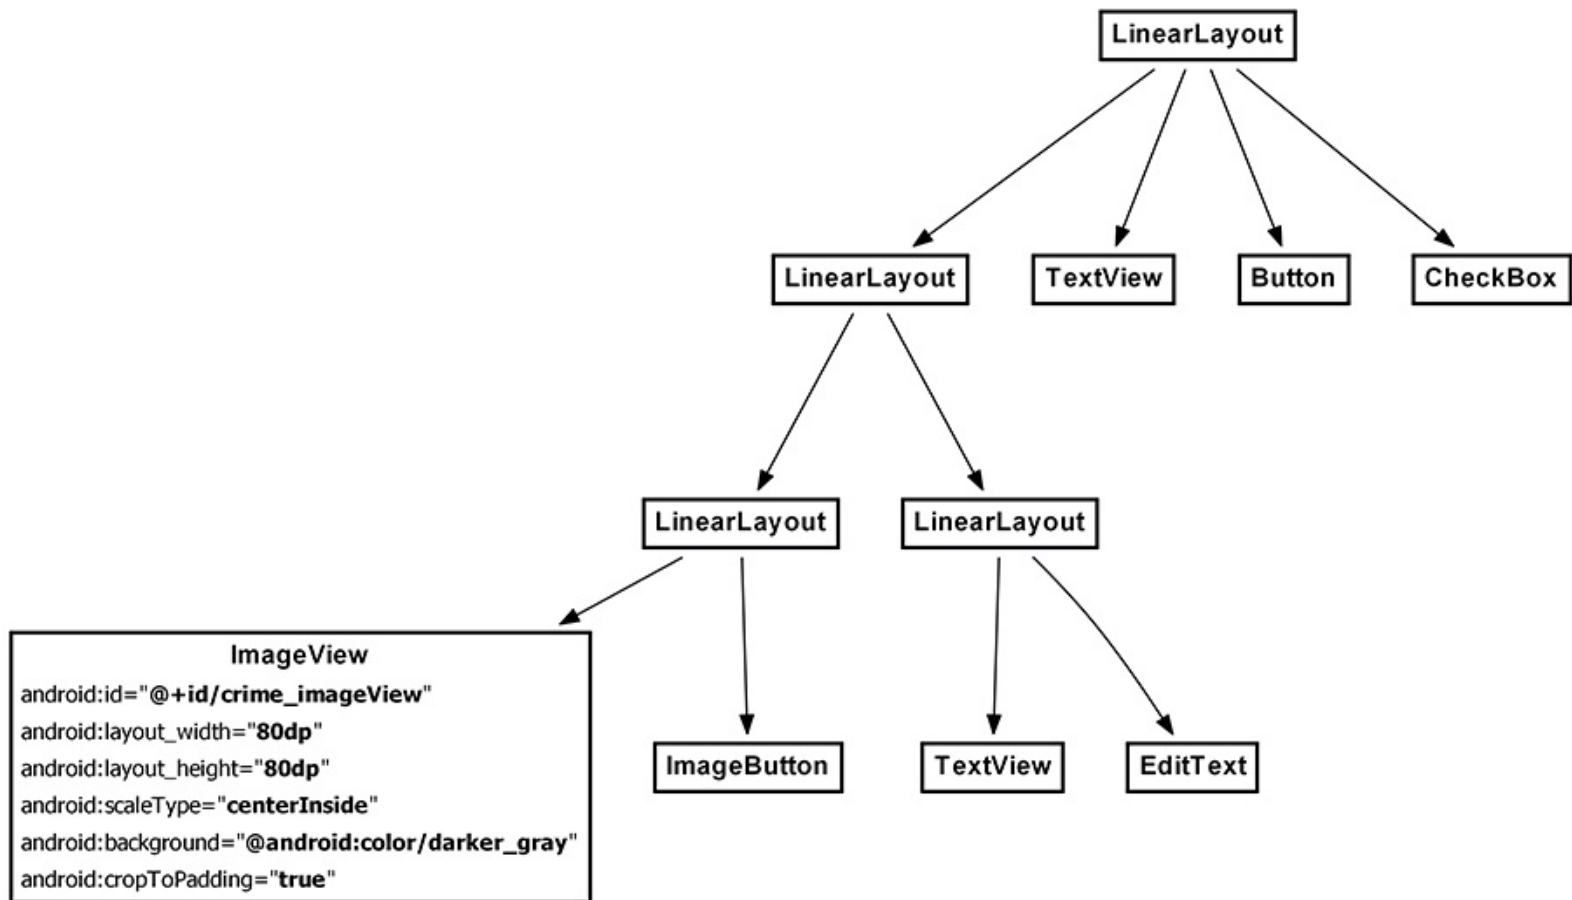 LinearLayout
LinearLayout
TextView
Button
CheckBox
LinearLayout
LinearLayout
ImageView
android:id="@+id/crime_imageView"
android:layout_width="80dp"
android:layout_height="80dp"
android:scaleType="centerInside"
android:background="@android:color/darker_gray"
android:cropToPadding="true"
ImageButton
TextView
EditText